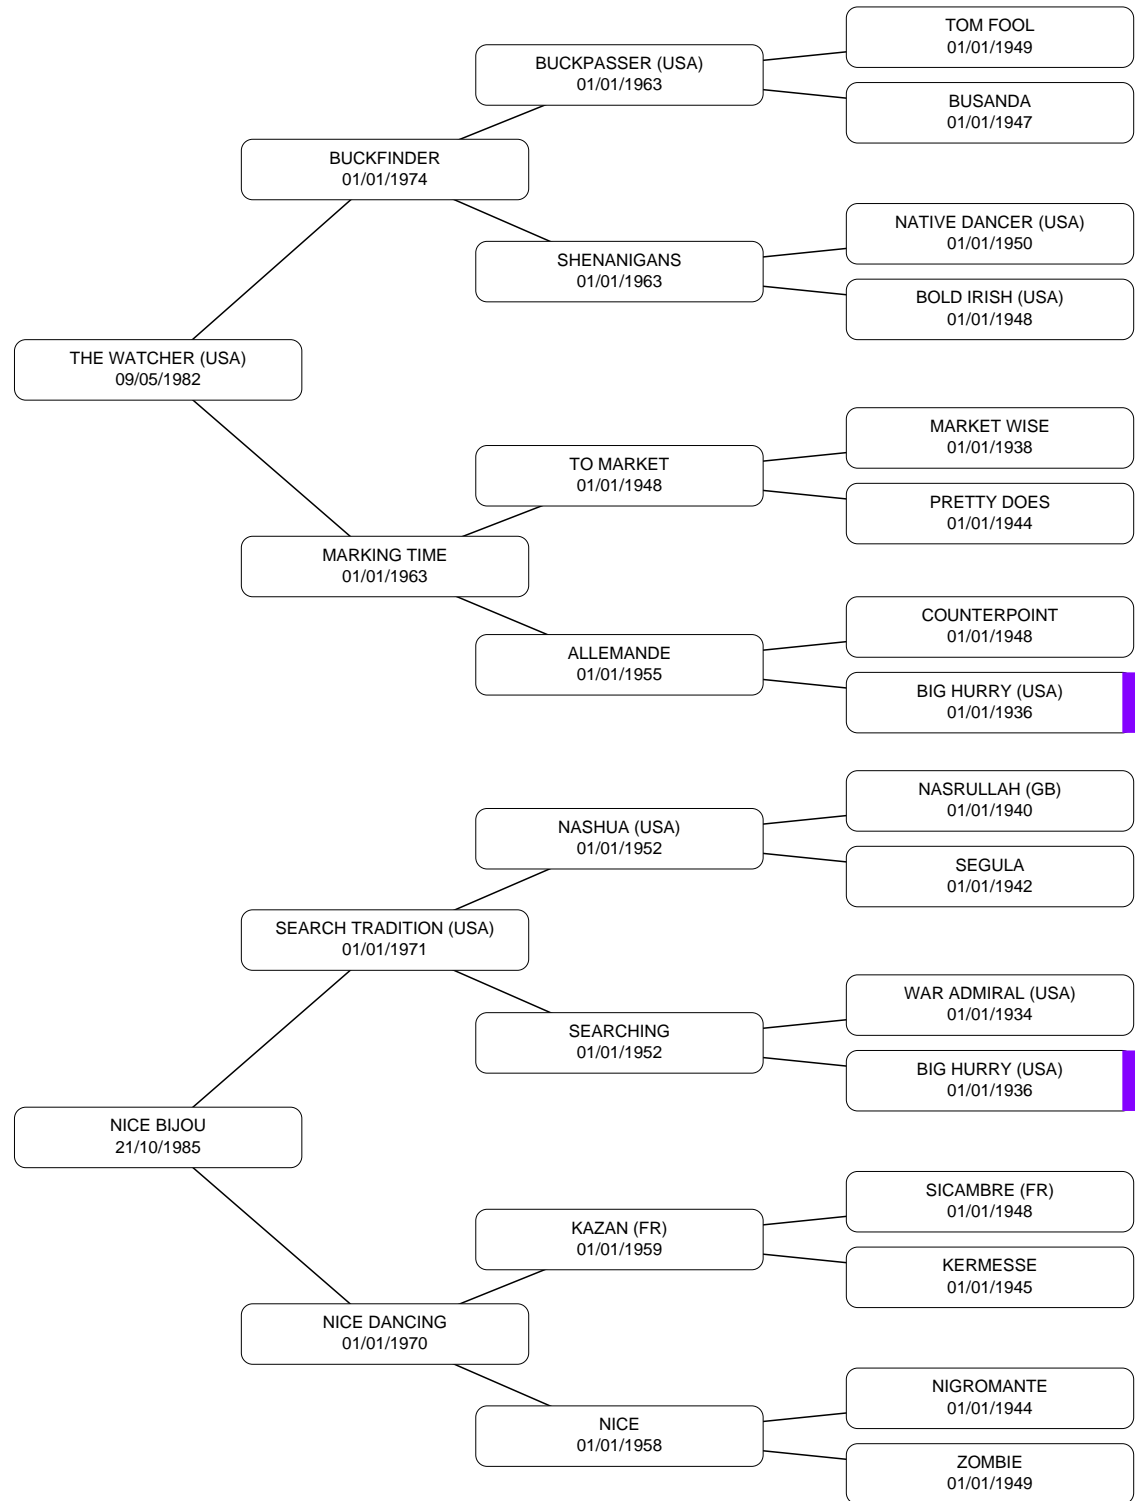 TOM FOOL
01/01/1949
BUCKPASSER (USA)
01/01/1963
BUSANDA
01/01/1947
BUCKFINDER
01/01/1974
NATIVE DANCER (USA)
01/01/1950
SHENANIGANS
01/01/1963
BOLD IRISH (USA)
01/01/1948
THE WATCHER (USA)
09/05/1982
MARKET WISE
01/01/1938
TO MARKET
01/01/1948
PRETTY DOES
01/01/1944
MARKING TIME
01/01/1963
COUNTERPOINT
01/01/1948
ALLEMANDE
01/01/1955
BIG HURRY (USA)
01/01/1936
NASRULLAH (GB)
01/01/1940
NASHUA (USA)
01/01/1952
SEGULA
01/01/1942
SEARCH TRADITION (USA)
01/01/1971
WAR ADMIRAL (USA)
01/01/1934
SEARCHING
01/01/1952
BIG HURRY (USA)
01/01/1936
NICE BIJOU
21/10/1985
SICAMBRE (FR)
01/01/1948
KAZAN (FR)
01/01/1959
KERMESSE
01/01/1945
NICE DANCING
01/01/1970
NIGROMANTE
01/01/1944
NICE
01/01/1958
ZOMBIE
01/01/1949